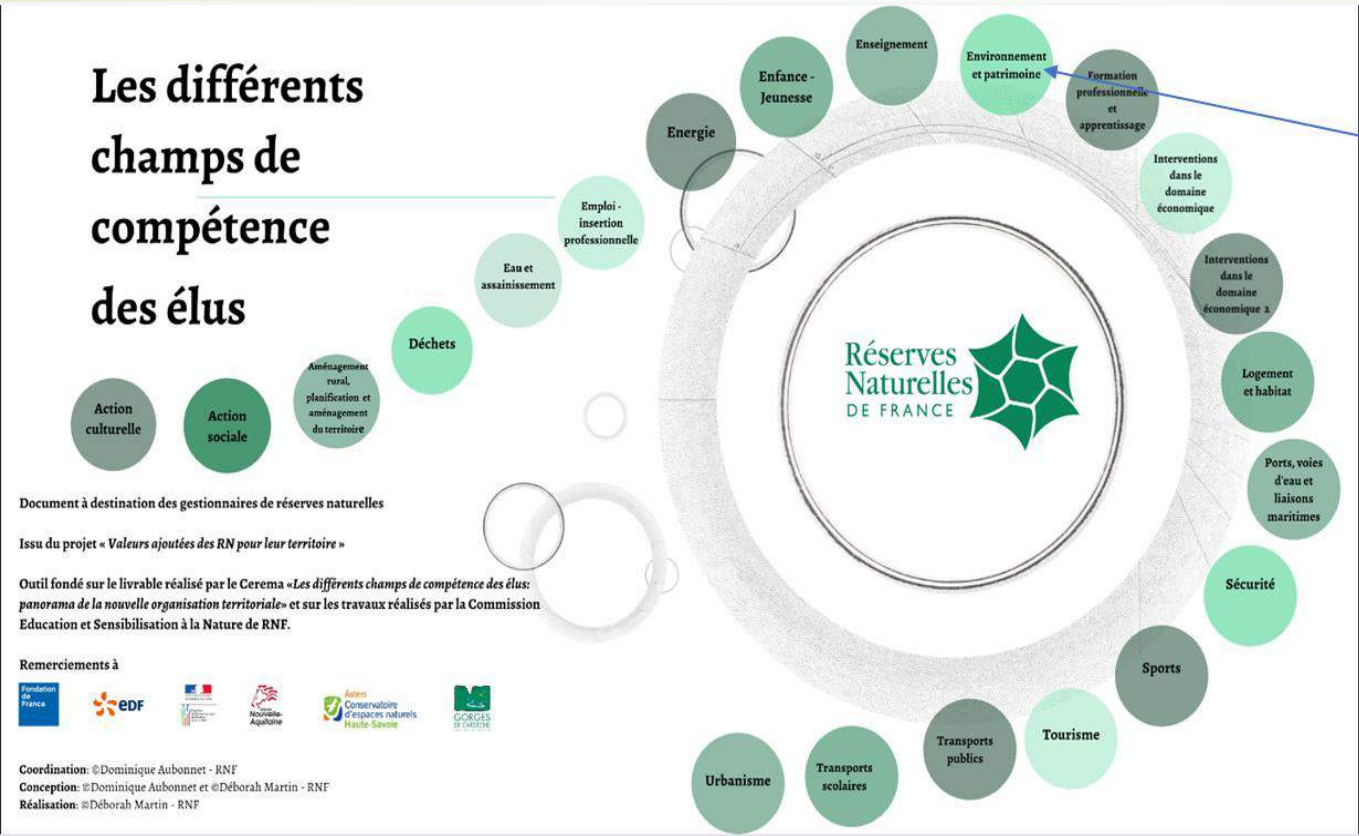 Les différents
champs de
compétence
des élus
Action
culturelle
Action
sociale
Aménagement
rural,
planification et
aménagement
du territoire
Déchets
Eau et
assainissement
Emploi -
insertion
professionnelle
Energie
Enfance -
Jeunesse
Enseignement
Environnement
et patrimoine
Formation
professionnelle
et
apprentissage
Interventions
dans le
domaine
économique
Interventions
dans le
domaine
économique 2
Logement
et habitat
Ports, voies
d'eau et
liaisons
maritimes
Sécurité
Sports
Tourisme
Transports
publics
Transports
scolaires
Urbanisme
Réserves
Naturelles
DE FRANCE
Document à destination des gestionnaires de réserves naturelles
Issu du projet « Valeurs ajoutées des RN pour leur territoire »
Outil fondé sur le livrable réalisé par le Cerema «Les différents champs de compétence des élus:
panorama de la nouvelle organisation territoriale» et sur les travaux réalisés par la Commission
Education et Sensibilisation à la Nature de RNF.
Remerciements à
Fondation
de
France
eDF
Nouvelle-
Aquitaine
Asters
Conservatoire
d'espaces naturels
Haute-Savoie
GORGES
DE L'ARDÈCHE
Coordination: ©Dominique Aubonnet - RNF
Conception: ©Dominique Aubonnet et ©Déborah Martin - RNF
Réalisation: ©Déborah Martin - RNF